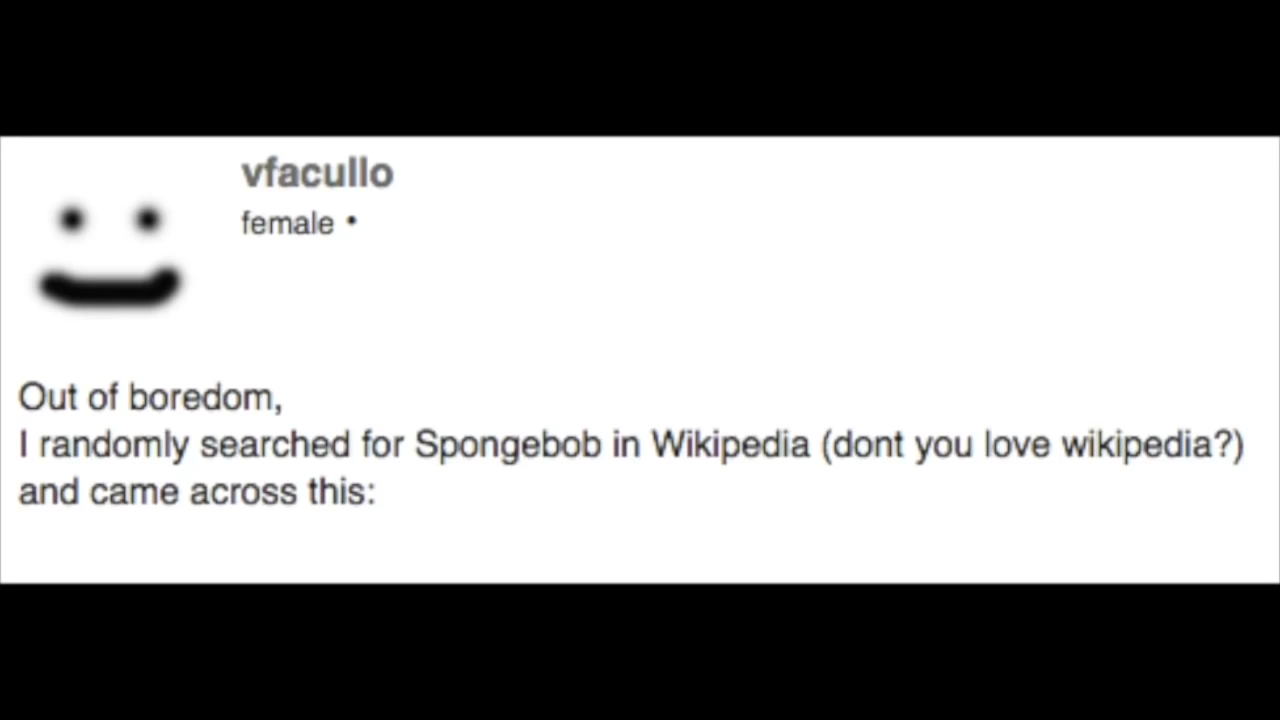 vfacullo
female •
Out of boredom,
I randomly searched for Spongebob in Wikipedia (dont you love wikipedia?)
and came across this: